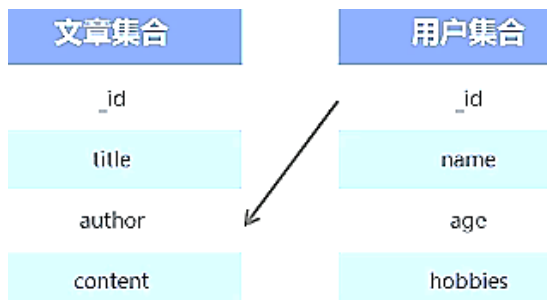 文章集合
_id
title
author
content
用户集合
_id
name
age
hobbies